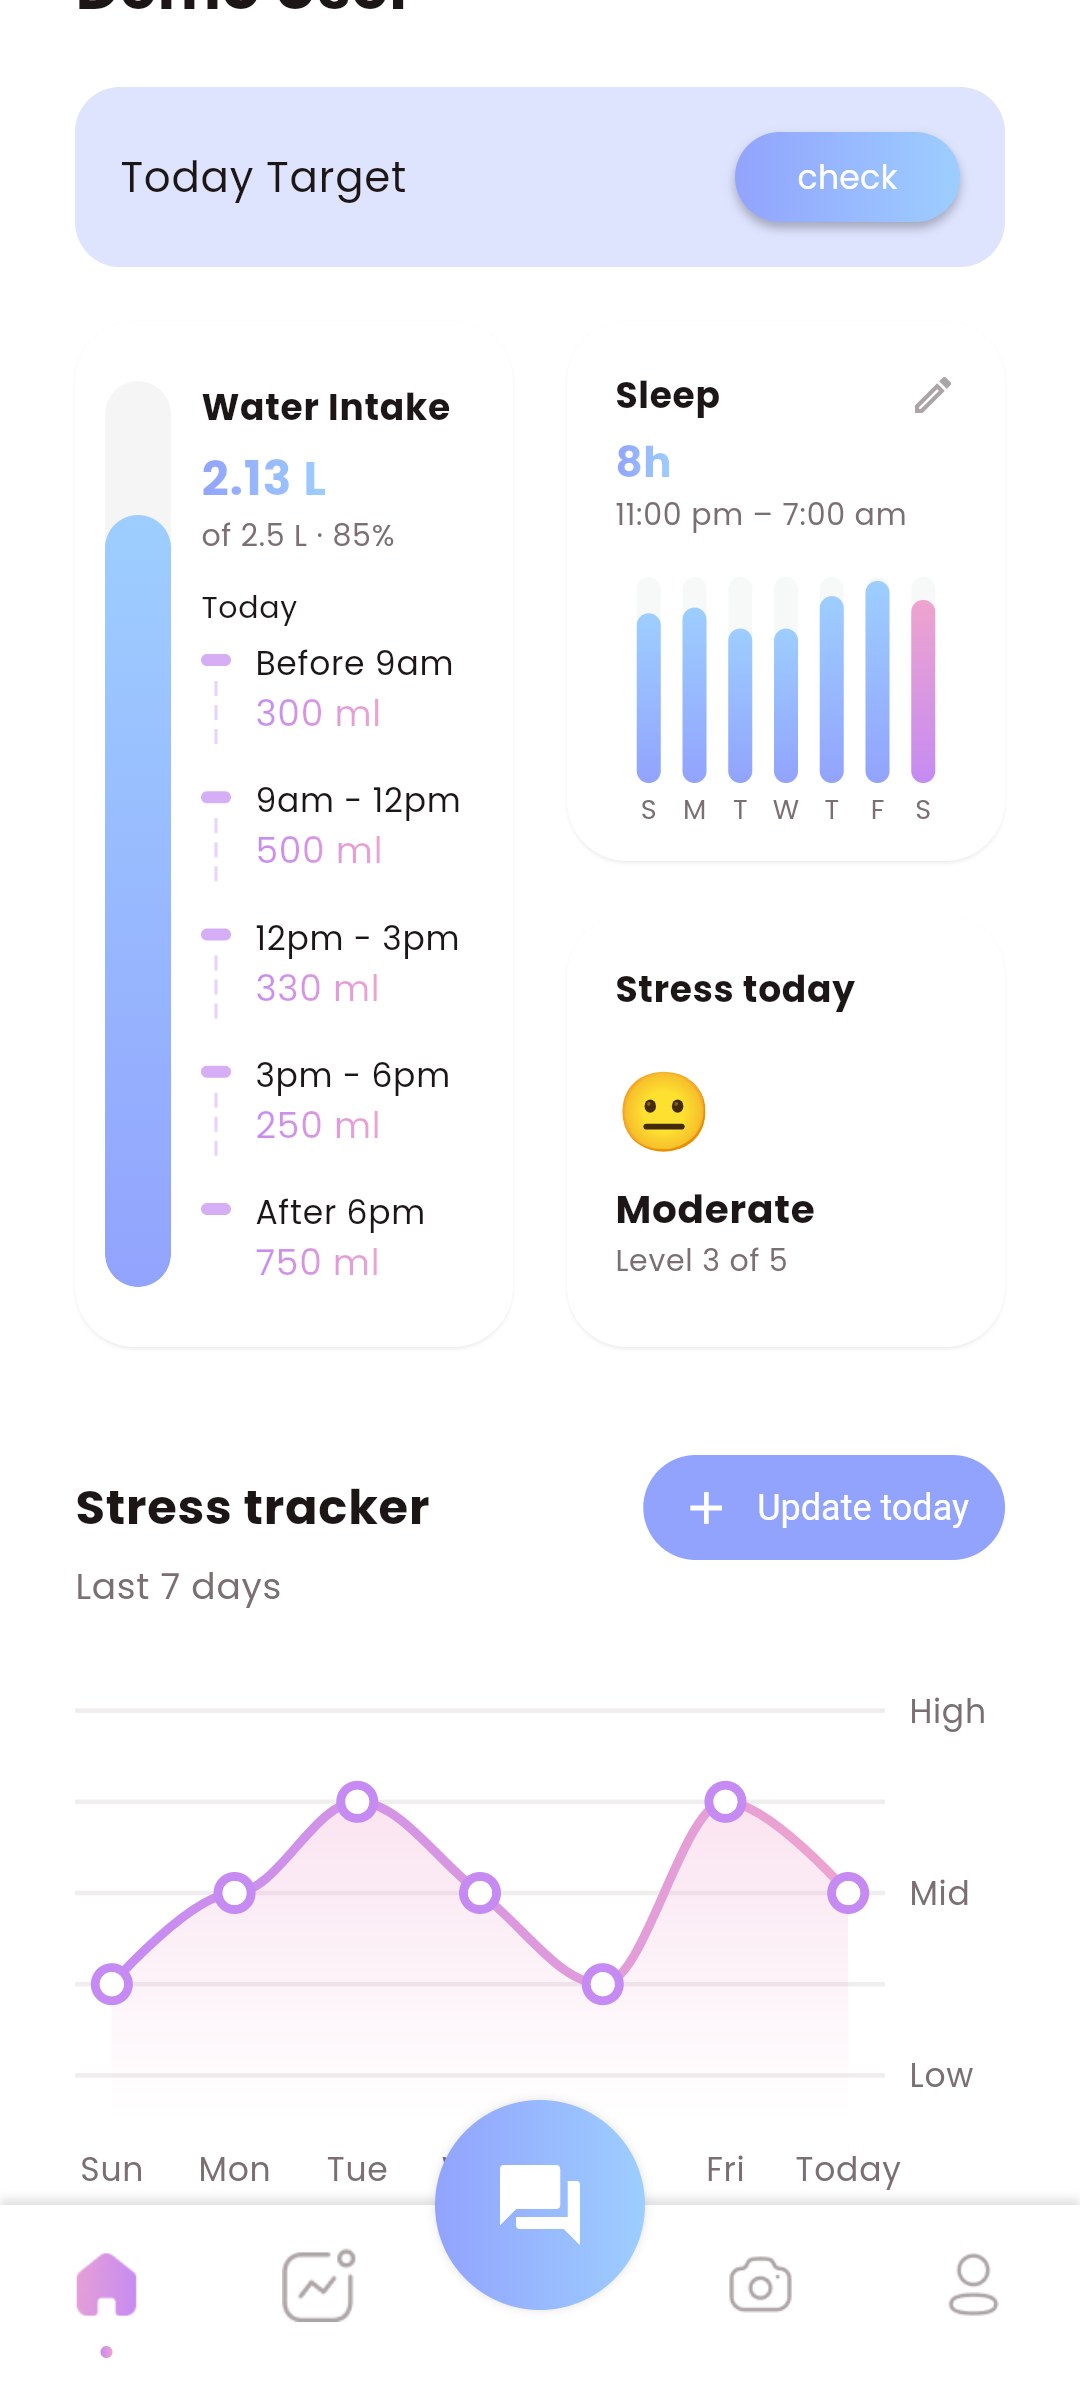 Demo User
Today Target
check
Water Intake
2.13 L
of 2.5 L · 85%
Today
Before 9am
300 ml
9am - 12pm
500 ml
12pm - 3pm
330 ml
3pm - 6pm
250 ml
After 6pm
750 ml
Sleep
8h
11:00 pm – 7:00 am
S M T W T F S
Stress today
Moderate
Level 3 of 5
Stress tracker
Update today
Last 7 days
High
Mid
Low
Sun Mon Tue Fri Today